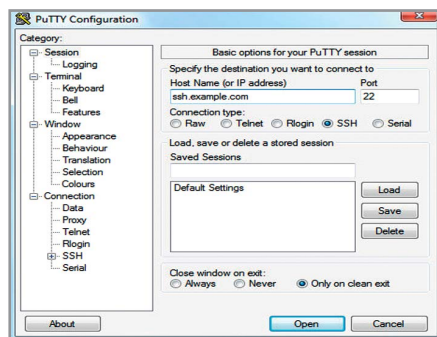 PuTTY Configuration
Category:
Session
Logging
Terminal
Keyboard
Bell
Features
Window
Appearance
Behaviour
Translation
Selection
Colours
Connection
Data
Proxy
Telnet
Rlogin
SSH
Serial
Basic options for your PuTTY session
Specify the destination you want to connect to
Host Name (or IP address) Port
ssh.example.com 22
Connection type:
Raw Telnet Rlogin SSH Serial
Load, save or delete a stored session
Saved Sessions
Default Settings
Load
Save
Delete
Close window on exit:
Always Never Only on clean exit
About Open Cancel